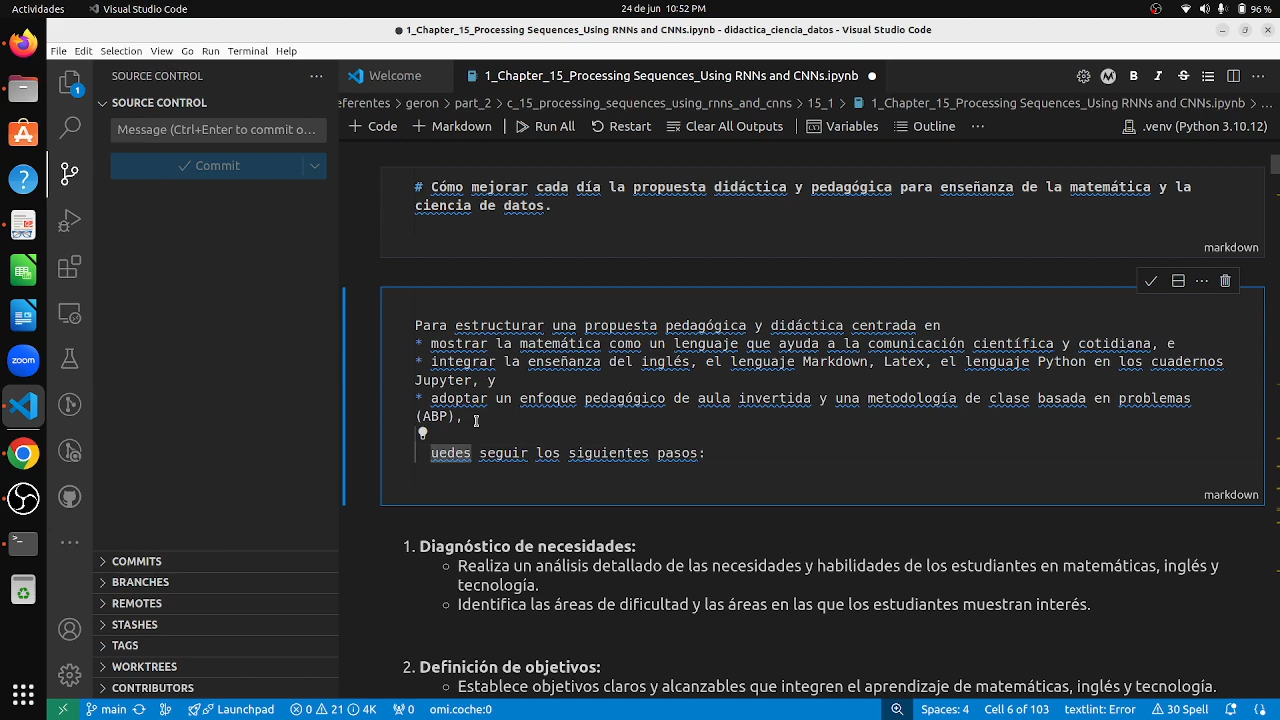 Actividades
Visual Studio Code
24 de jun 10:52 PM
96 %
1_Chapter_15_Processing Sequences_Using RNNs and CNNs.ipynb - didactica_ciencia_datos - Visual Studio Code
File Edit Selection View Go Run Terminal Help
SOURCE CONTROL
Welcome
1_Chapter_15_Processing Sequences_Using RNNs and CNNs.ipynb
SOURCE CONTROL
eferentes > geron > part_2 > c_15_processing_sequences_using_rnns_and_cnns > 15_1 > 1_Chapter_15_Processing Sequences_Using RNNs and CNNs.ipynb > ...
Message (Ctrl+Enter to commit o...
+ Code + Markdown Run All Restart Clear All Outputs Variables Outline ...
.venv (Python 3.10.12)
Commit
# Cómo mejorar cada día la propuesta didáctica y pedagógica para enseñanza de la matemática y la
ciencia de datos.
markdown
Para estructurar una propuesta pedagógica y didáctica centrada en
* mostrar la matemática como un lenguaje que ayuda a la comunicación científica y cotidiana, e
* integrar la enseñanza del inglés, el lenguaje Markdown, Latex, el lenguaje Python en los cuadernos
Jupyter, y
* adoptar un enfoque pedagógico de aula invertida y una metodología de clase basada en problemas
(ABP),
uedes seguir los siguientes pasos:
markdown
1. Diagnóstico de necesidades:
Realiza un análisis detallado de las necesidades y habilidades de los estudiantes en matemáticas, inglés y
tecnología.
Identifica las áreas de dificultad y las áreas en las que los estudiantes muestran interés.
2. Definición de objetivos:
Establece objetivos claros y alcanzables que integren el aprendizaje de matemáticas, inglés y tecnología.
COMMITS
BRANCHES
REMOTES
STASHES
TAGS
WORKTREES
CONTRIBUTORS
zoom
1
main
Launchpad
0 21 4K
0
omi.coche:0
Spaces: 4
Cell 6 of 103
textlint: Error
30 Spell